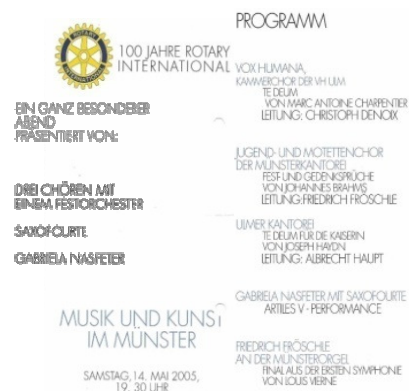 100 JAHRE ROTARY
INTERNATIONAL
EIN GANZ BESONDERER
ABEND
PRÄSENTIERT VON:
DREI CHÖREN MIT
EINEM FESTORCHESTER
SAXOFOURTE
GABRIELA NASFETER
MUSIK UND KUNST
IM MÜNSTER
SAMSTAG, 14. MAI 2005,
19. 30 UHR
PROGRAMM
VOX HUMANA,
KAMMERCHOR DER VH ULM
TE DEUM
VON MARC ANTOINE CHARPENTIER
LEITUNG: CHRISTOPH DENOIX
JUGEND- UND MOTETTENCHOR
DER MÜNSTERKANTOREI
FEST- UND GEDENKSPRÜCHE
VON JOHANNES BRAHMS
LEITUNG:FRIEDRICH FRÖSCHLE
ULMER KANTOREI
TE DEUM FÜR DIE KAISERIN
VON JOSEPH HAYDN
LEITUNG: ALBRECHT HAUPT
GABRIELA NASFETER MIT SAXOFOURTE
ARTILES V - PERFORMANCE
FRIEDRICH FRÖSCHLE
AN DER MÜNSTERORGEL
FINAL AUS DER ERSTEN SYMPHONIE
VON LOUIS VIERNE